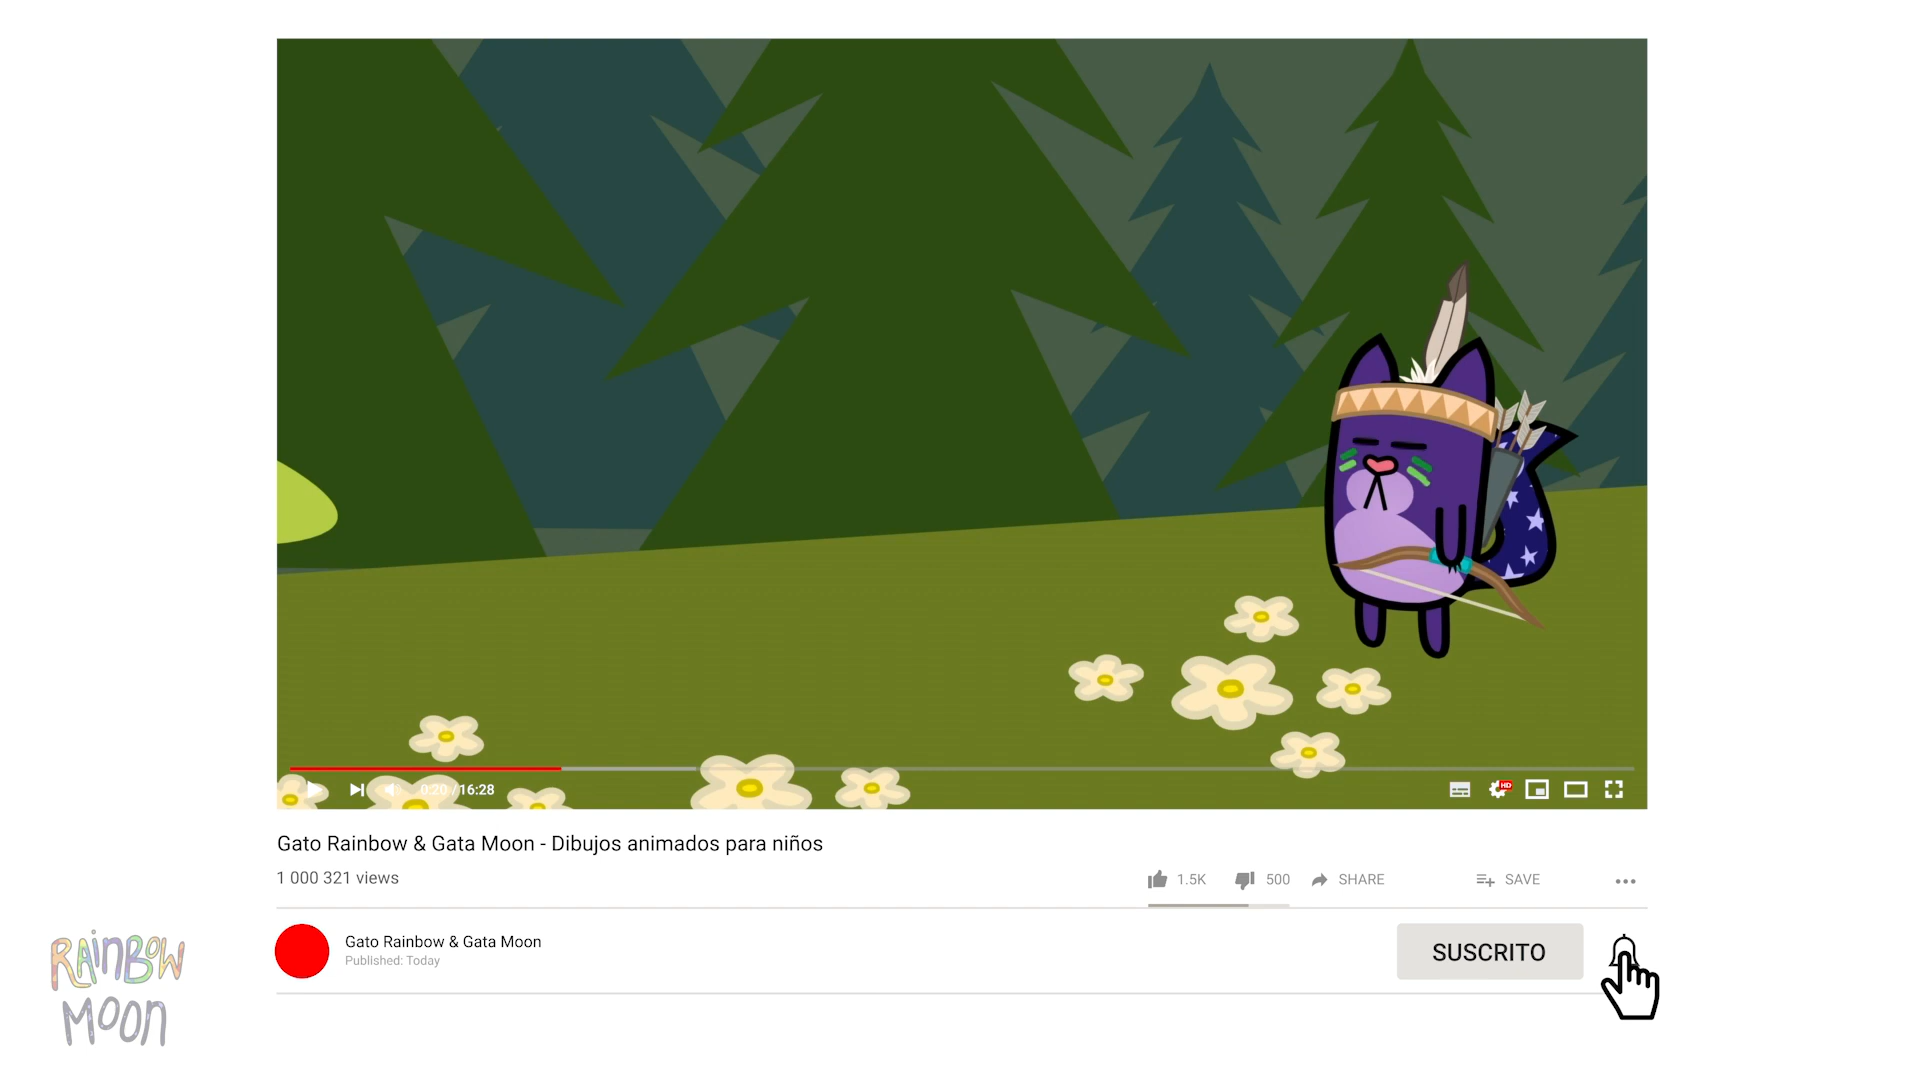 0:20 / 16:28
HD
Gato Rainbow & Gata Moon - Dibujos animados para niños
1 000 321 views
1.5K
500
SHARE
SAVE
Gato Rainbow & Gata Moon
Published: Today
SUSCRITO
RAINBOW
MOON